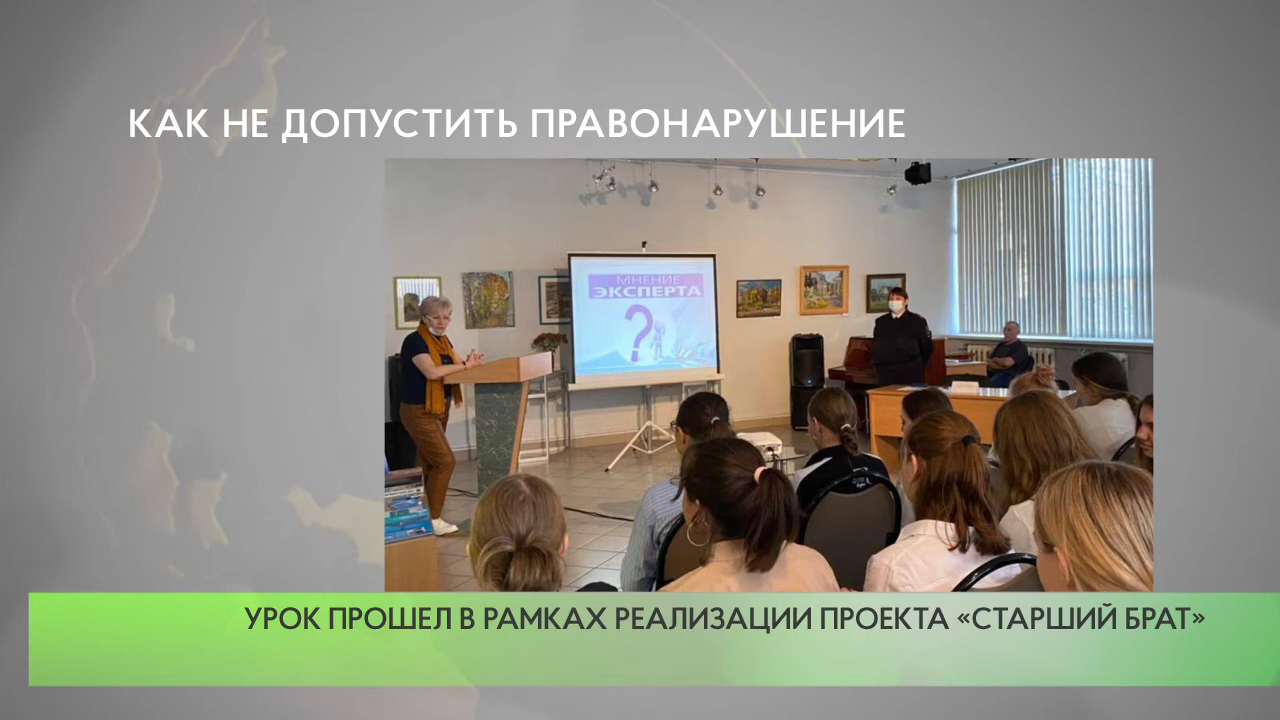 КАК НЕ ДОПУСТИТЬ ПРАВОНАРУШЕНИЕ
МНЕНИЕ
ЭКСПЕРТА
?
УРОК ПРОШЕЛ В РАМКАХ РЕАЛИЗАЦИИ ПРОЕКТА «СТАРШИЙ БРАТ»